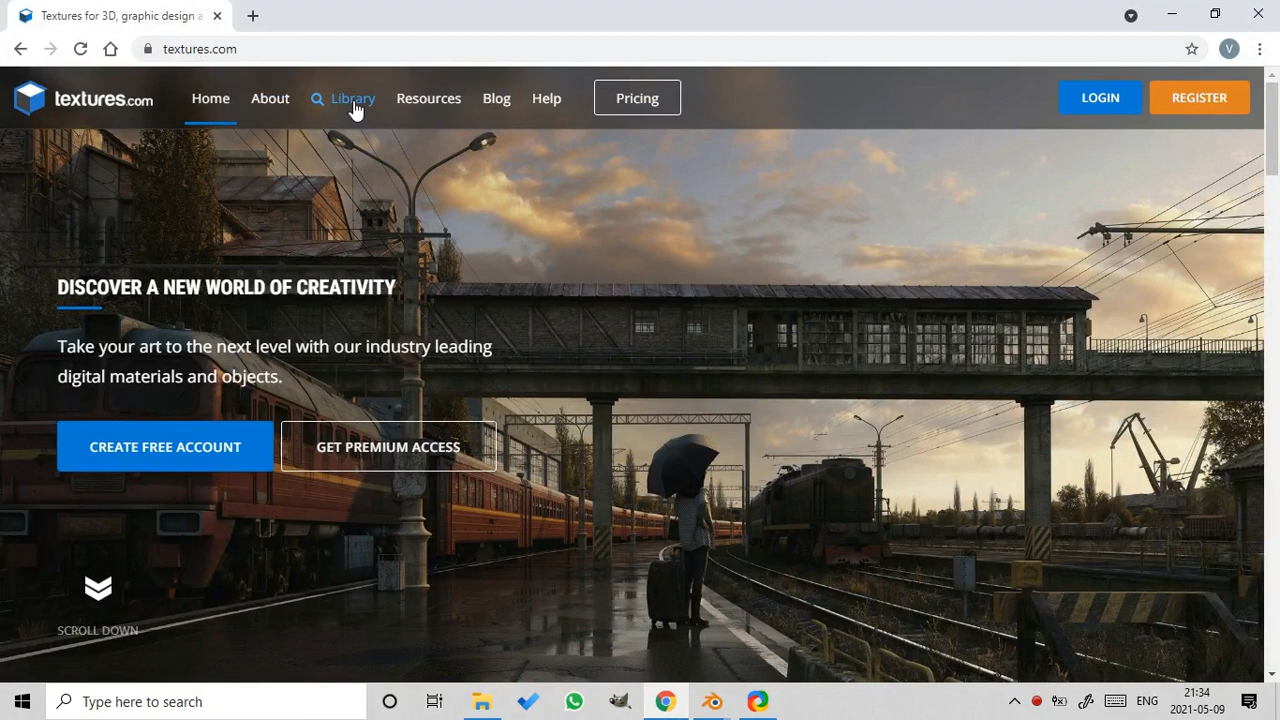 Textures for 3D, graphic design a
textures.com
textures.com
Home
About
Library
Resources
Blog
Help
Pricing
LOGIN
REGISTER
DISCOVER A NEW WORLD OF CREATIVITY
Take your art to the next level with our industry leading
digital materials and objects.
CREATE FREE ACCOUNT
GET PREMIUM ACCESS
SCROLL DOWN
Type here to search
ENG
21:34
2021-05-09
V